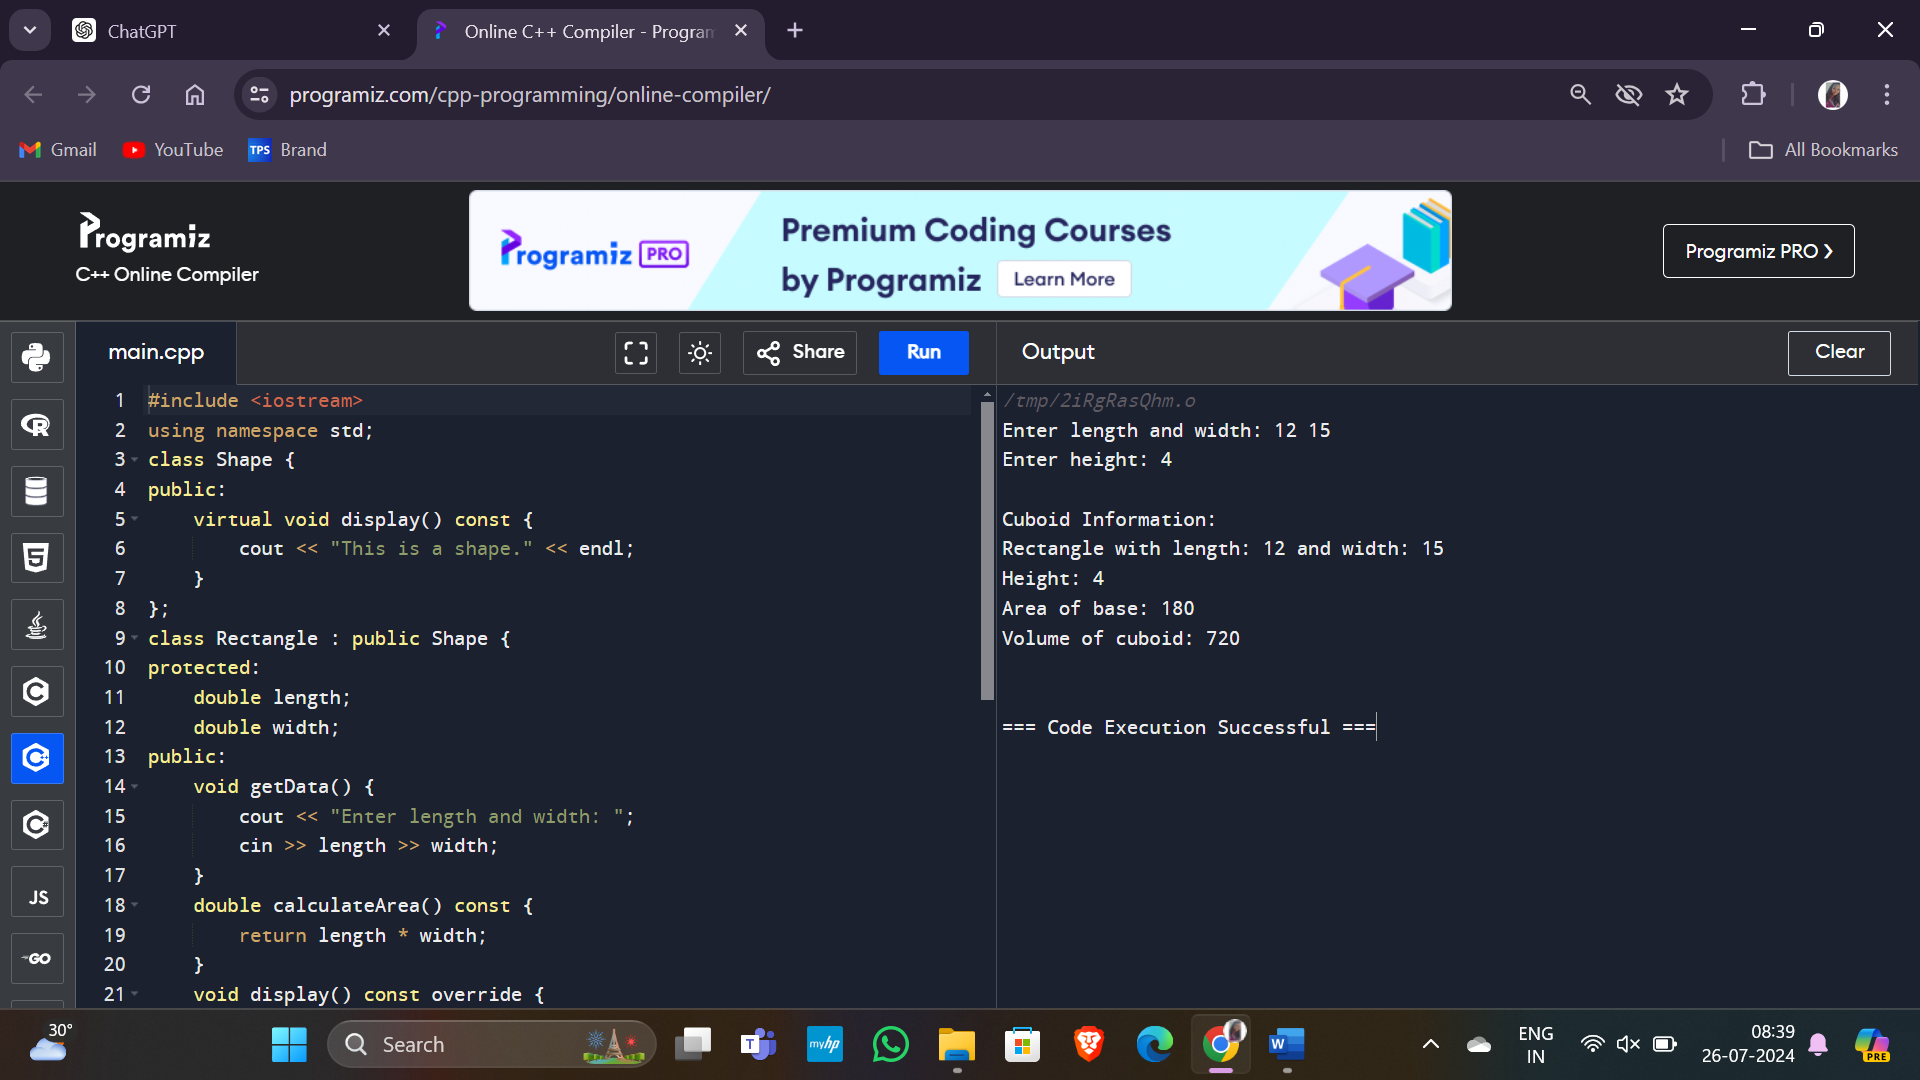 ChatGPT
Online C++ Compiler - Program
programiz.com/cpp-programming/online-compiler/
Gmail
YouTube
TPS Brand
All Bookmarks
Programiz
C++ Online Compiler
Programiz PRO
Premium Coding Courses
by Programiz
Learn More
Programiz PRO ❯
main.cpp
Share
Run
Output
Clear
1 #include <iostream>
2 using namespace std;
3 class Shape {
4 public:
5     virtual void display() const {
6         cout << "This is a shape." << endl;
7     }
8 };
9 class Rectangle : public Shape {
10 protected:
11     double length;
12     double width;
13 public:
14     void getData() {
15         cout << "Enter length and width: ";
16         cin >> length >> width;
17     }
18     double calculateArea() const {
19         return length * width;
20     }
21     void display() const override {
/tmp/2iRgRasQhm.o
Enter length and width: 12 15
Enter height: 4
Cuboid Information:
Rectangle with length: 12 and width: 15
Height: 4
Area of base: 180
Volume of cuboid: 720
=== Code Execution Successful ===
R
5
C
C++
C#
JS
GO
30°
Search
T
myhp
W
ENG
IN
08:39
26-07-2024
PRE